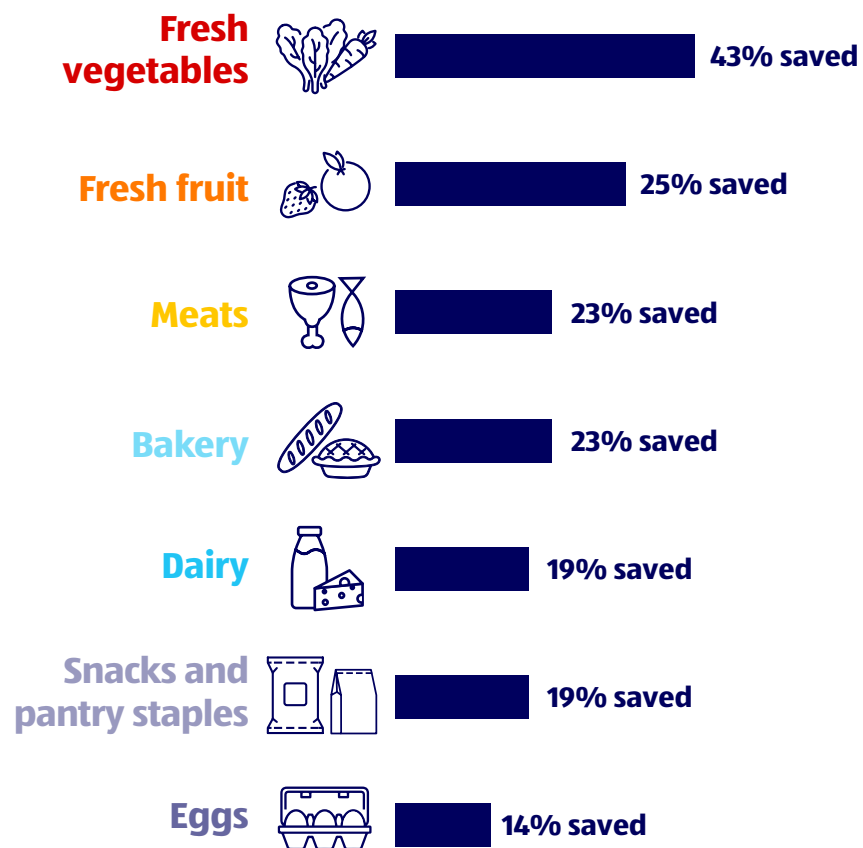 Fresh
vegetables
43% saved
Fresh fruit
25% saved
Meats
23% saved
Bakery
23% saved
Dairy
19% saved
Snacks and
pantry staples
19% saved
Eggs
14% saved